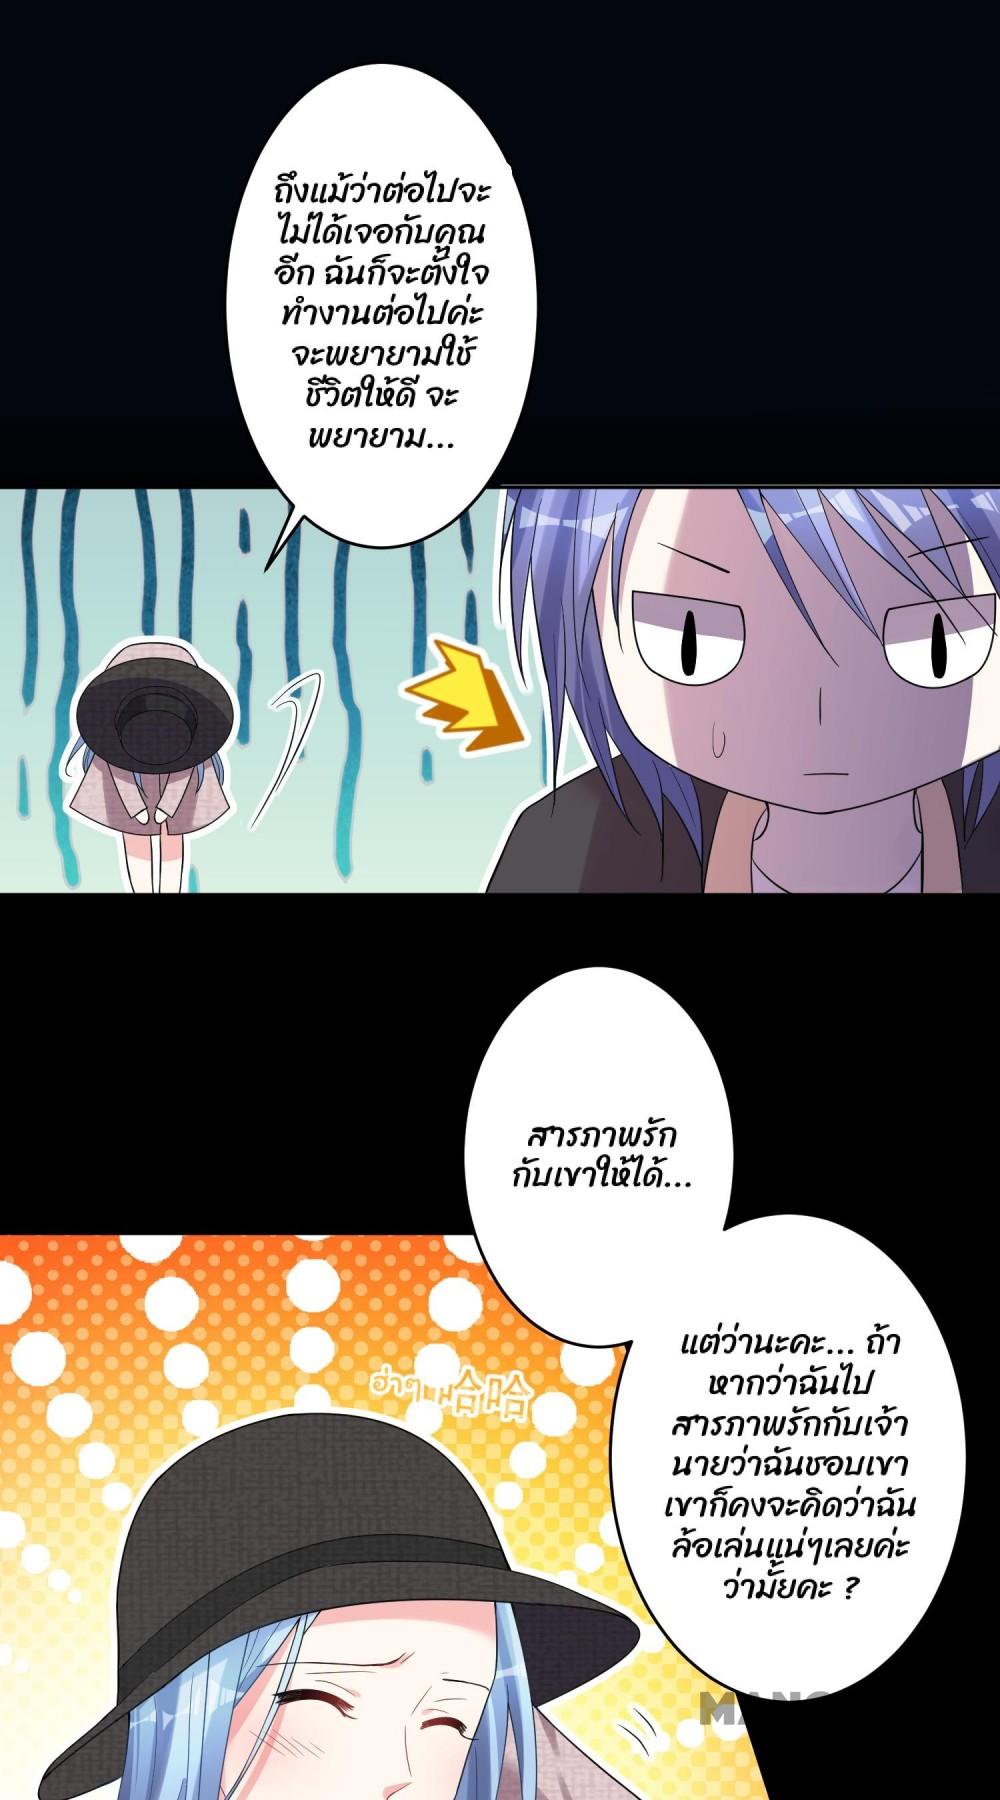 ถึงแม้ว่าต่อไปจะ
ไม่ได้เจอกับคุณ
อีก ฉันก็จะตั้งใจ
ทำงานต่อไปค่ะ
จะพยายามใช้
ชีวิตให้ดี จะ
พยายาม...
สารภาพรัก
กับเขาให้ได้...
แต่ว่านะคะ... ถ้า
หากว่าฉันไป
สารภาพรักกับเจ้า
นายว่าฉันชอบเขา
เขาก็คงจะคิดว่าฉัน
ล้อเล่นแน่ๆเลยค่ะ
ว่ามั้ยคะ ?
ฮ่าๆ 哈哈